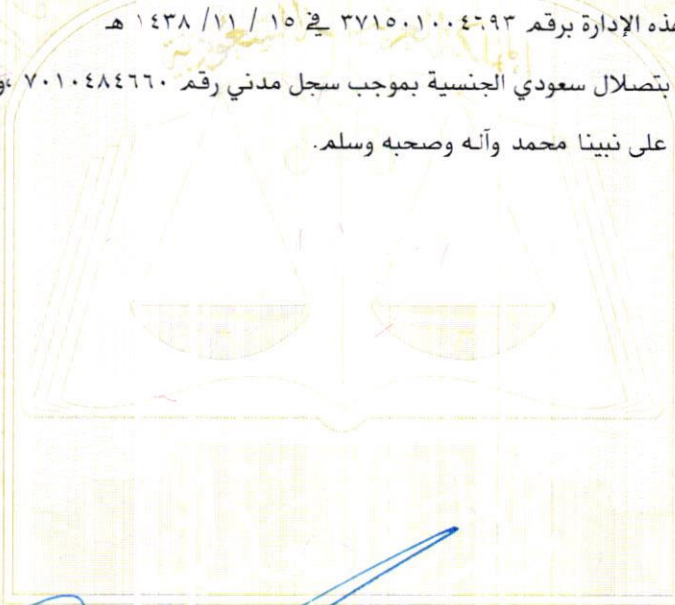 هذه الإدارة برقم ٣٧١٥٠١٠٠٤٦٩٣ في ١٥ / ١١/ ١٤٣٨ هـ
بتصلال سعودي الجنسية بموجب سجل مدني رقم ٧٠١٠٤٨٤٦٦٠ ،و
على نبينا محمد وآله وصحبه وسلم.